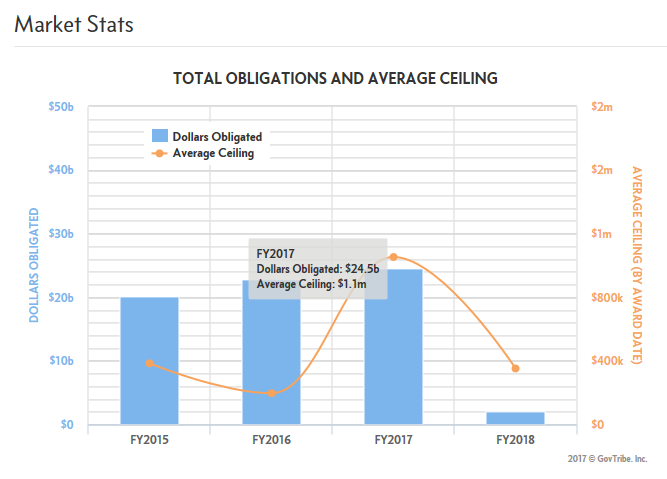 Market Stats
TOTAL OBLIGATIONS AND AVERAGE CEILING
$50b
$40b
$30b
$20b
$10b
$0
DOLLARS OBLIGATED
Dollars Obligated
Average Ceiling
FY2017
Dollars Obligated: $24.5b
Average Ceiling: $1.1m
$2m
$2m
$1m
$800k
$400k
$0
AVERAGE CEILING (BY AWARD DATE)
FY2015
FY2016
FY2017
FY2018
2017 © GovTribe, Inc.